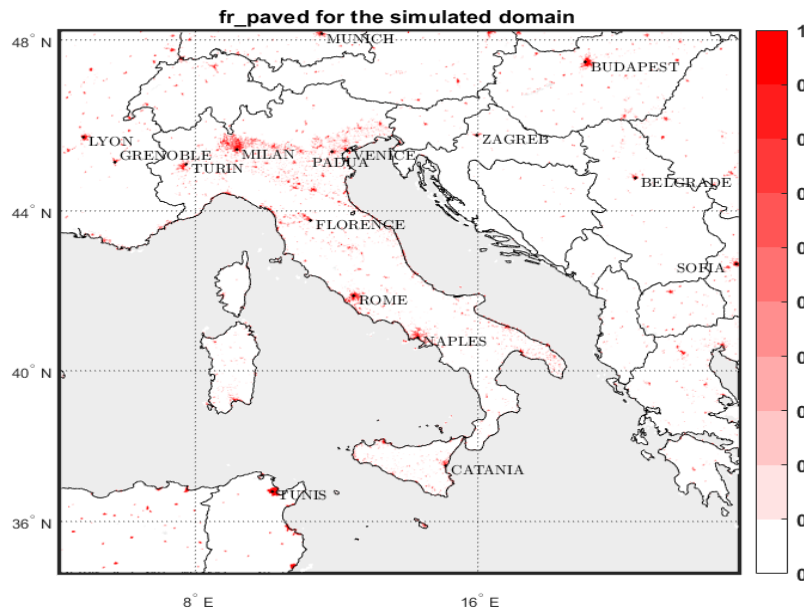 fr_paved for the simulated domain
48° N
MUNICH
1
BUDAPEST
0
LYON
ZAGREB
GRENOBLE
MILAN
PADUA
VENICE
TURIN
0
BELGRADE
0
44° N
FLORENCE
0
SOFIA
ROME
0
NAPLES
40° N
0
0
CATANIA
0
TUNIS
36° N
0
0
8° E
16° E